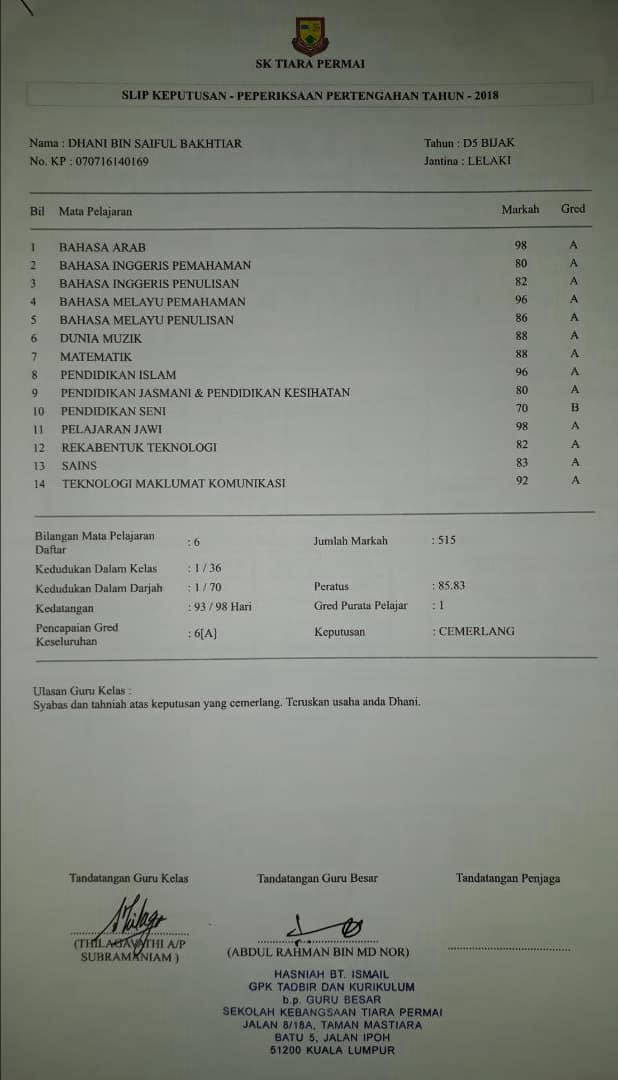 SK TIARA PERMAI
SLIP KEPUTUSAN - PEPERIKSAAN PERTENGAHAN TAHUN - 2018
Nama : DHANI BIN SAIFUL BAKHTIAR Tahun : D5 BIJAK
No. KP : 070716140169 Jantina : LELAKI
Bil Mata Pelajaran Markah Gred
1 BAHASA ARAB 98 A
2 BAHASA INGGERIS PEMAHAMAN 80 A
3 BAHASA INGGERIS PENULISAN 82 A
4 BAHASA MELAYU PEMAHAMAN 96 A
5 BAHASA MELAYU PENULISAN 86 A
6 DUNIA MUZIK 88 A
7 MATEMATIK 88 A
8 PENDIDIKAN ISLAM 96 A
9 PENDIDIKAN JASMANI & PENDIDIKAN KESIHATAN 80 A
10 PENDIDIKAN SENI 70 B
11 PELAJARAN JAWI 98 A
12 REKABENTUK TEKNOLOGI 82 A
13 SAINS 83 A
14 TEKNOLOGI MAKLUMAT KOMUNIKASI 92 A
Bilangan Mata Pelajaran
Daftar : 6 Jumlah Markah : 515
Kedudukan Dalam Kelas : 1 / 36
Kedudukan Dalam Darjah : 1 / 70 Peratus : 85.83
Kedatangan : 93 / 98 Hari Gred Purata Pelajar : 1
Pencapaian Gred
Keseluruhan : 6[A] Keputusan : CEMERLANG
Ulasan Guru Kelas :
Syabas dan tahniah atas keputusan yang cemerlang. Teruskan usaha anda Dhani.
Tandatangan Guru Kelas Tandatangan Guru Besar Tandatangan Penjaga
(THILAGAVATHI A/P
SUBRAMANIAM )
(ABDUL RAHMAN BIN MD NOR)
HASNIAH BT. ISMAIL
GPK TADBIR DAN KURIKULUM
b.p. GURU BESAR
SEKOLAH KEBANGSAAN TIARA PERMAI
JALAN 8/18A, TAMAN MASTIARA
BATU 5, JALAN IPOH
51200 KUALA LUMPUR